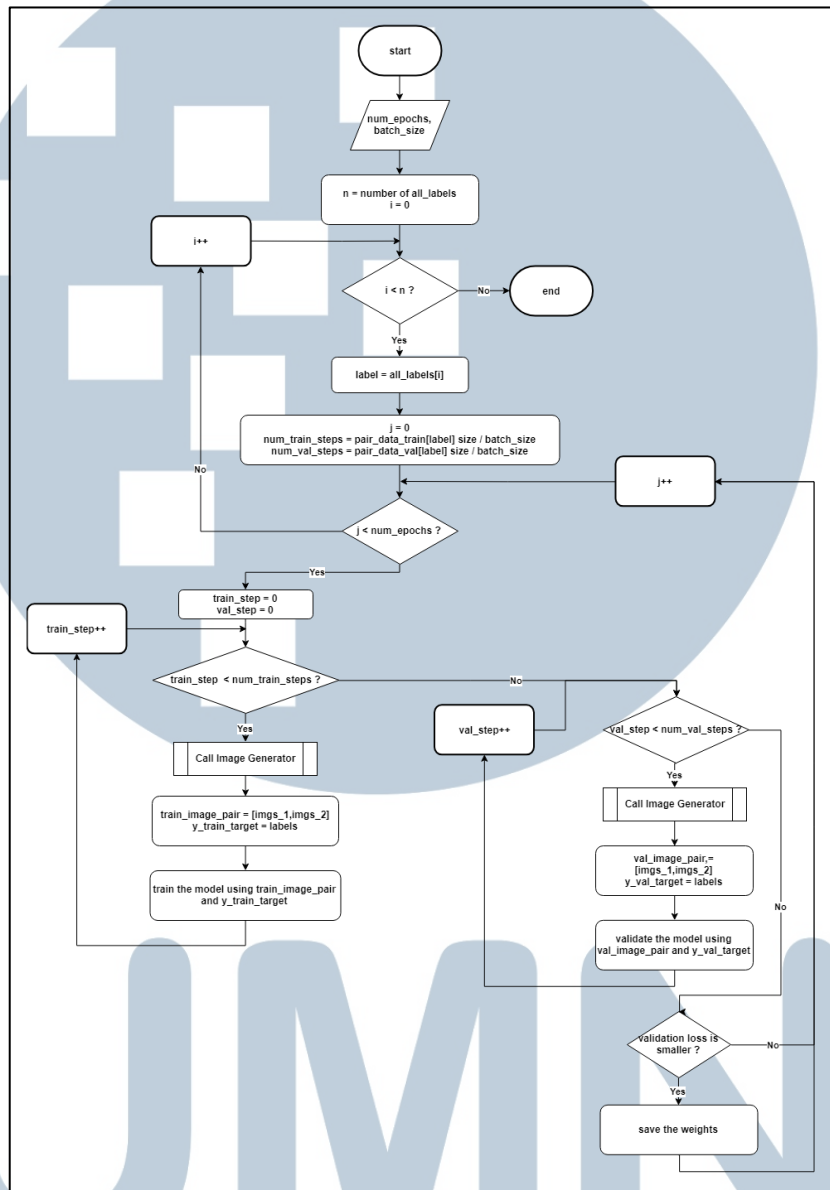 start
num_epochs,
batch_size
n = number of all_labels
i = 0
i++
i < n ?
No
end
Yes
label = all_labels[i]
j = 0
num_train_steps = pair_data_train[label] size / batch_size
num_val_steps = pair_data_val[label] size / batch_size
No
j++
j < num_epochs ?
Yes
train_step = 0
val_step = 0
train_step++
train_step < num_train_steps ?
No
val_step++
val_step < num_val_steps ?
Yes
Call Image Generator
Yes
Call Image Generator
train_image_pair = [imgs_1,imgs_2]
y_train_target = labels
val_image_pair,=
[imgs_1,imgs_2]
y_val_target = labels
train the model using train_image_pair
and y_train_target
No
validate the model using
val_image_pair and y_val_target
validation loss is
smaller ?
No
Yes
save the weights
UMN